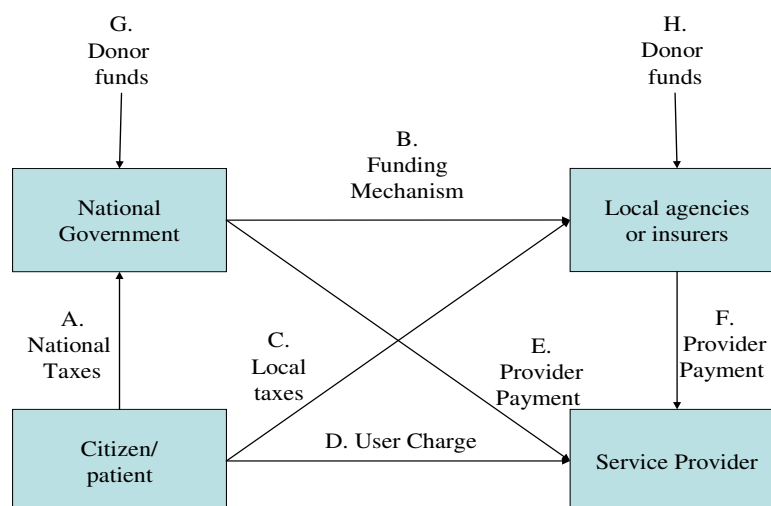 G.
Donor
funds
H.
Donor
funds
B.
Funding
Mechanism
National
Government
Local agencies
or insurers
A.
National
Taxes
C.
Local
taxes
E.
Provider
Payment
F.
Provider
Payment
Citizen/
patient
D. User Charge
Service Provider